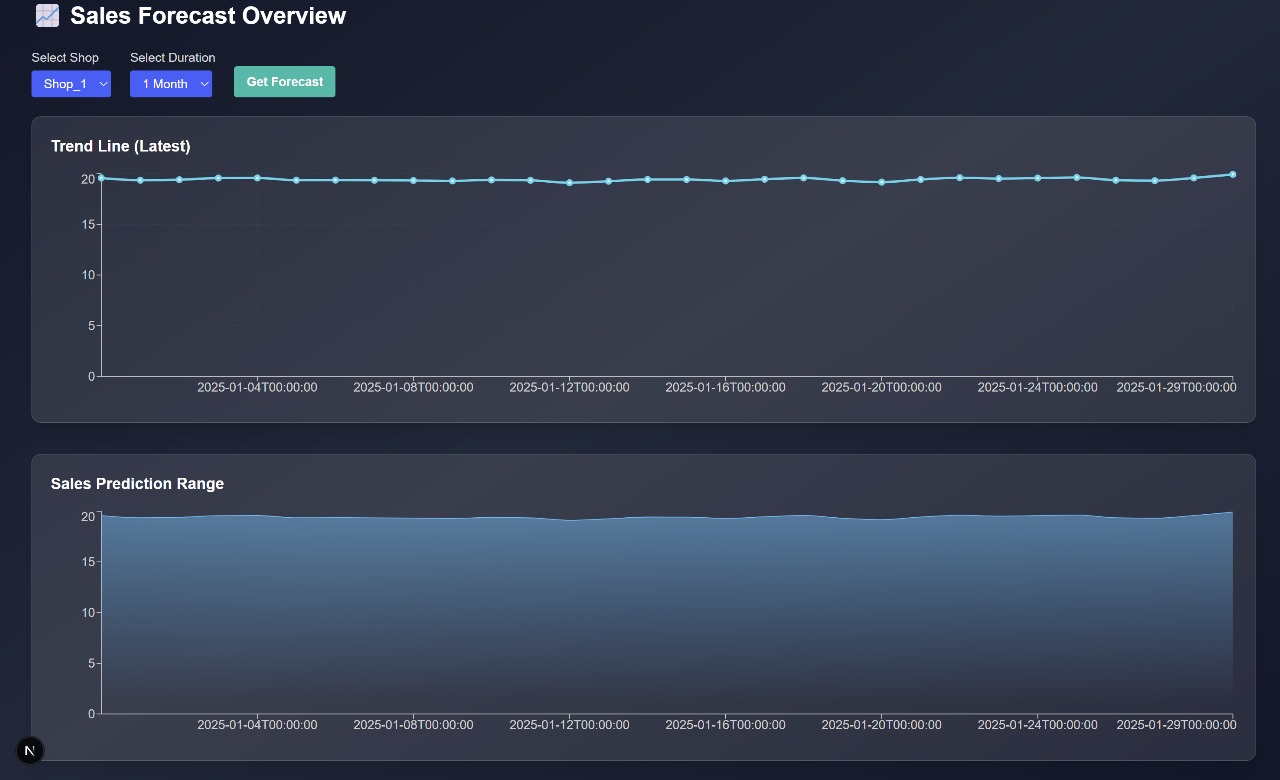 Sales Forecast Overview
Select Shop
Select Duration
Shop_1
1 Month
Get Forecast
Trend Line (Latest)
20
15
10
5
0
2025-01-04T00:00:00 2025-01-08T00:00:00 2025-01-12T00:00:00 2025-01-16T00:00:00 2025-01-20T00:00:00 2025-01-24T00:00:00 2025-01-29T00:00:00
Sales Prediction Range
20
15
10
5
0
2025-01-04T00:00:00 2025-01-08T00:00:00 2025-01-12T00:00:00 2025-01-16T00:00:00 2025-01-20T00:00:00 2025-01-24T00:00:00 2025-01-29T00:00:00
N